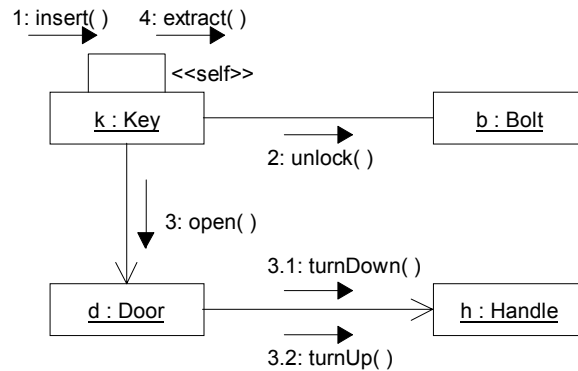 1: insert( ) 4: extract( )
<<self>>
k : Key
b : Bolt
2: unlock( )
3: open( )
3.1: turnDown( )
d : Door
h : Handle
3.2: turnUp( )